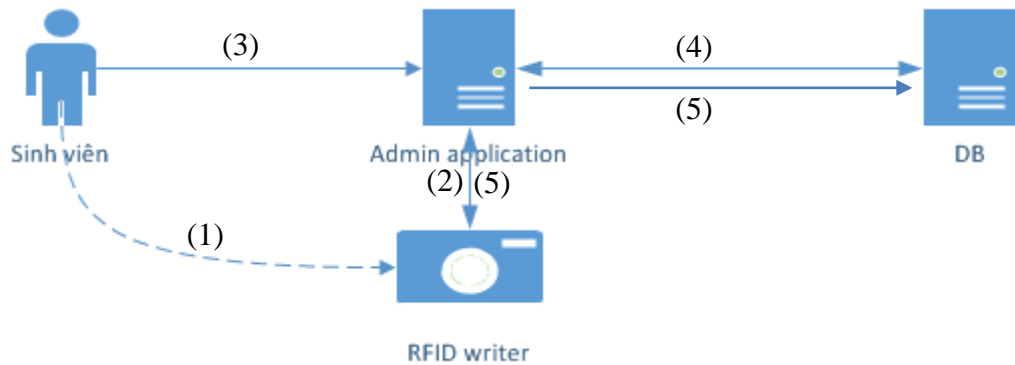 (3)
(4)
(5)
Sinh viên
Admin application
DB
(2) (5)
(1)
RFID writer